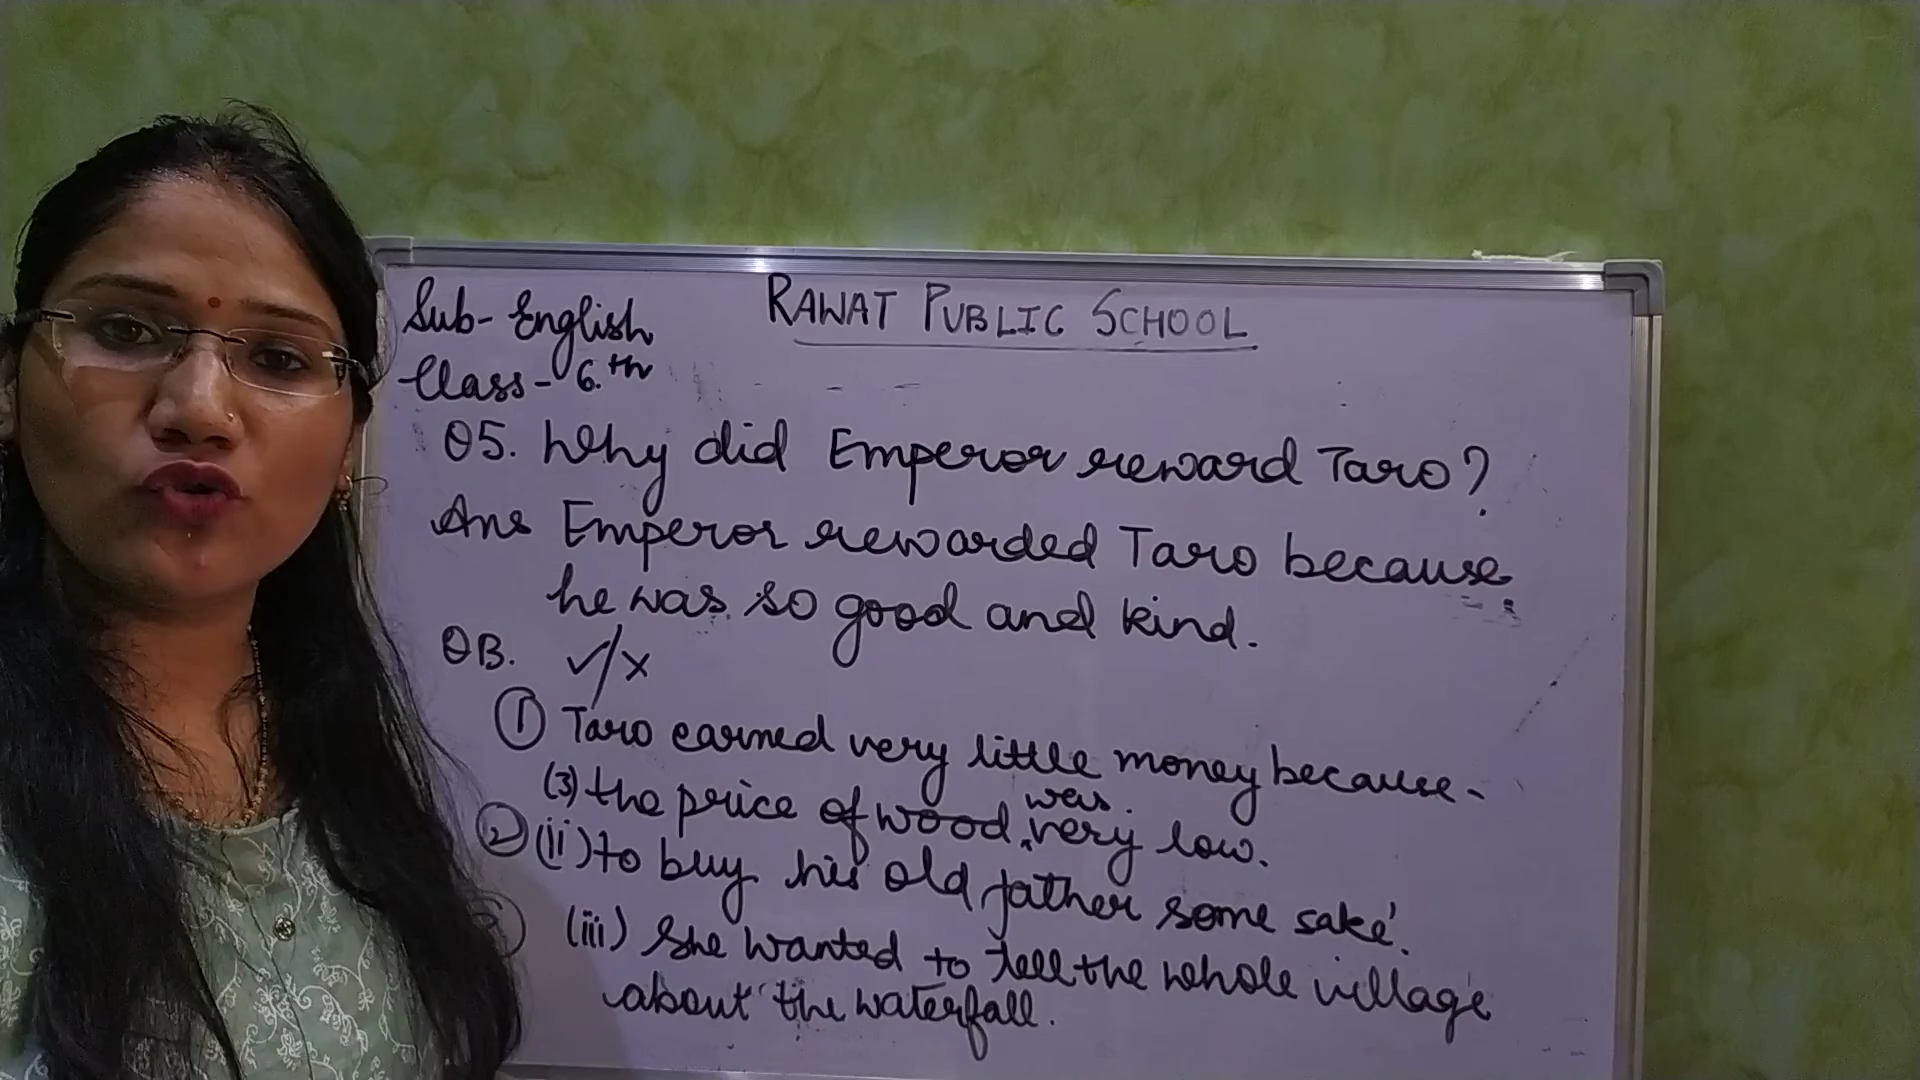 RAWAT PUBLIC SCHOOL
Sub- English
Class- 6.th
Q5. Why did Emperor reward Taro?
Ans Emperor rewarded Taro because
he was so good and kind.
QB. ✓/×
① Taro earned very little money because-
(3) the price of wood was very low.
② (ii) to buy his old father some saké.
(iii) She wanted to tell the whole village
about the waterfall.